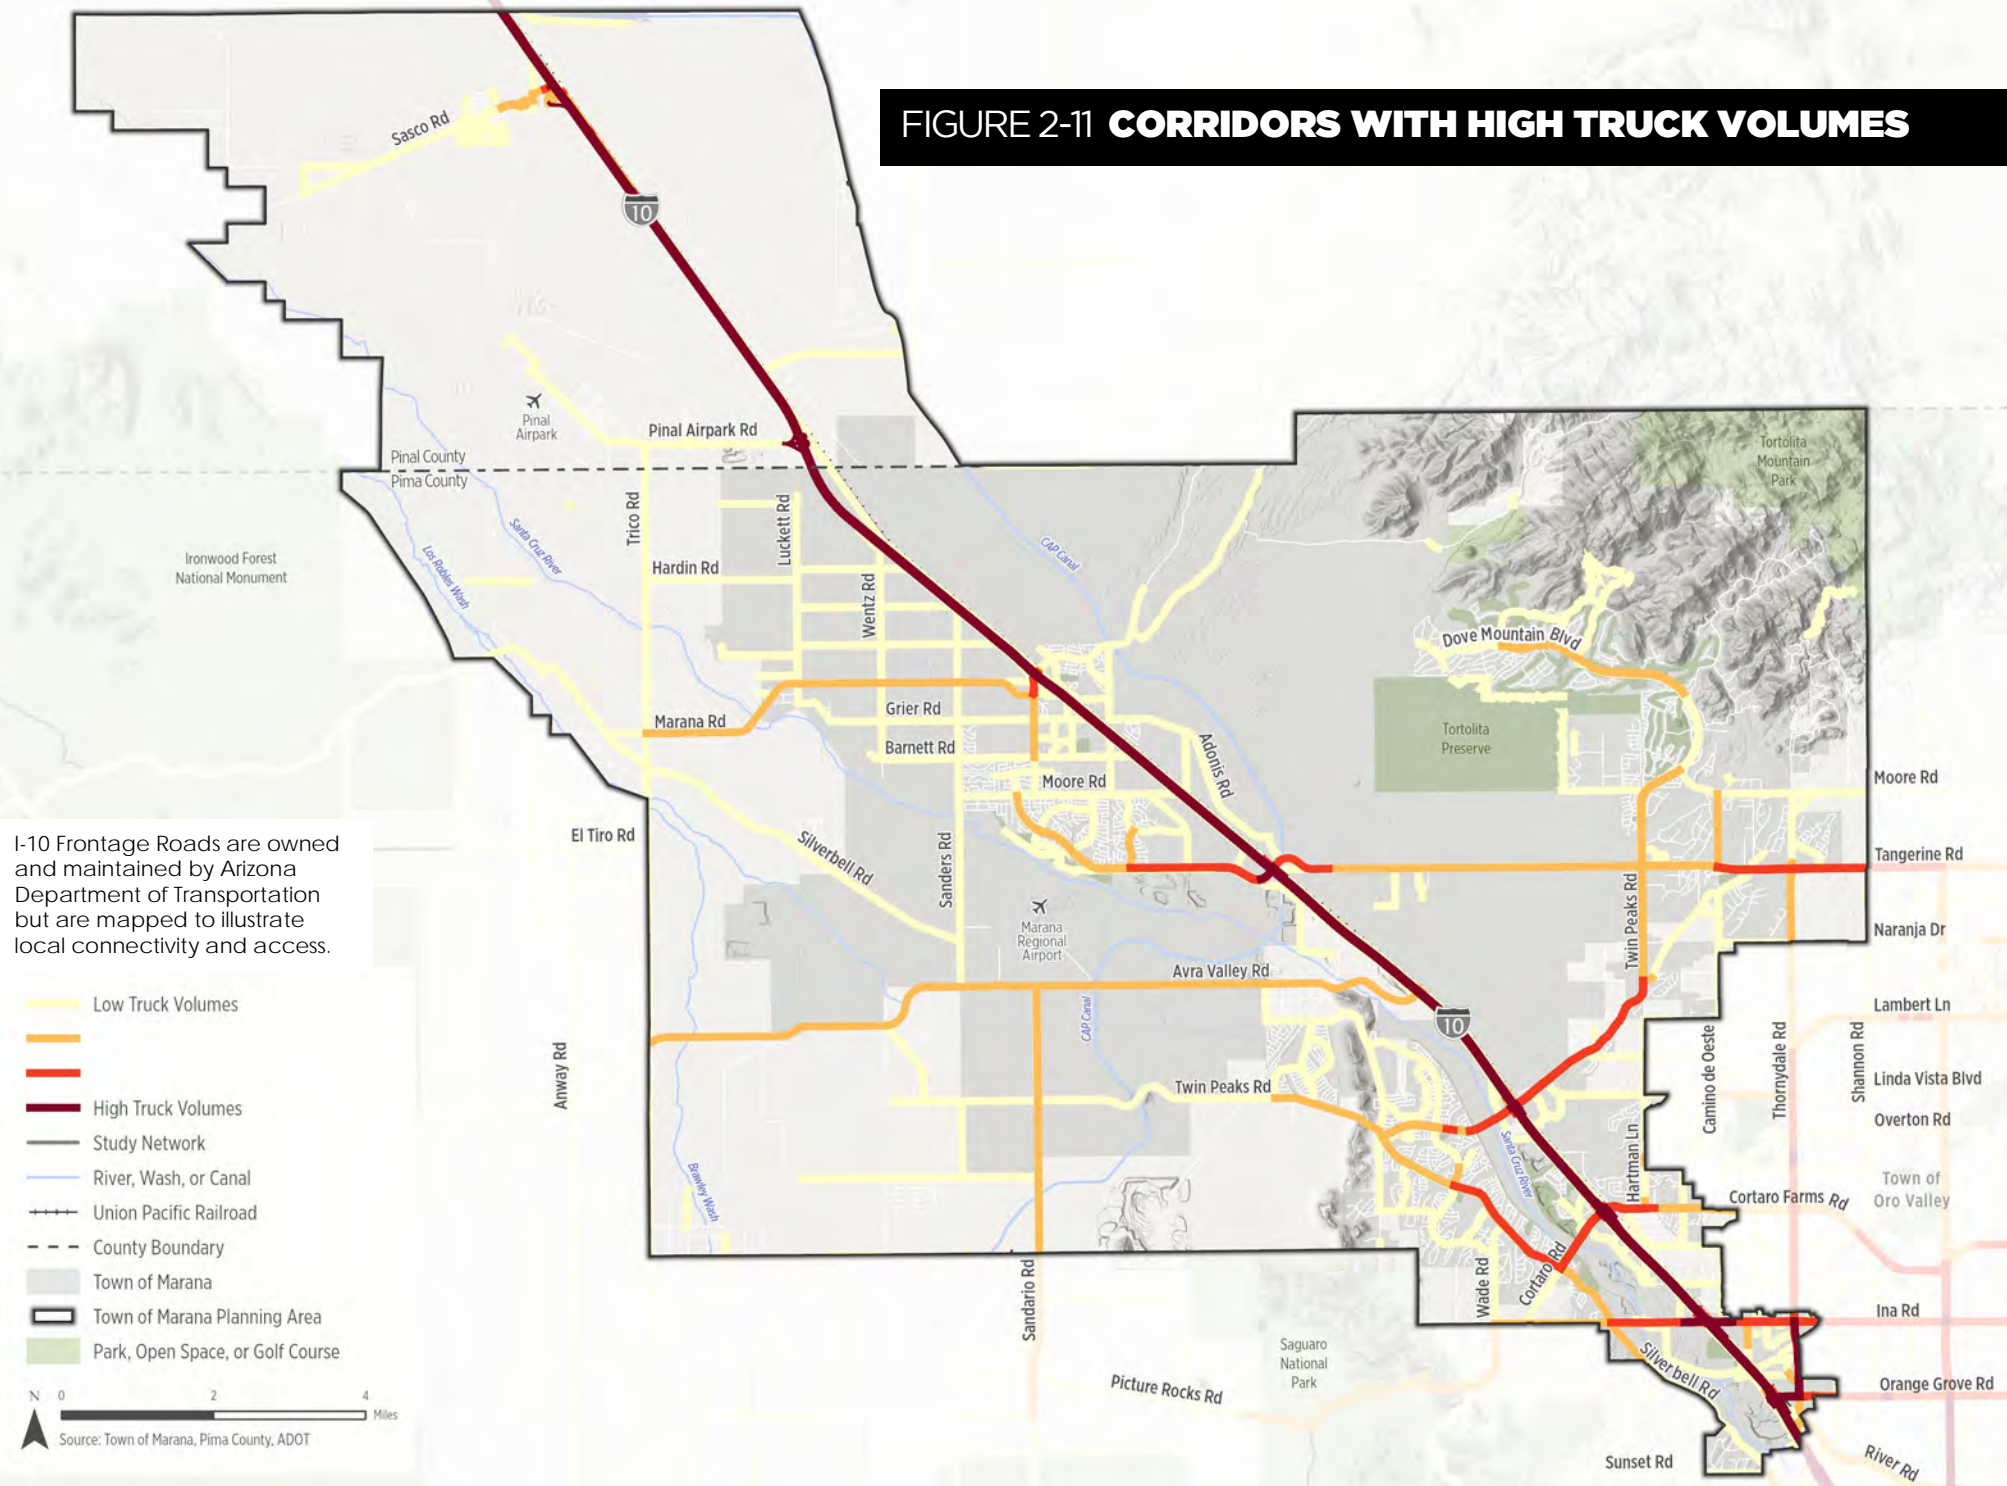 FIGURE 2-11 CORRIDORS WITH HIGH TRUCK VOLUMES
Sasco Rd
10
Pinal
Airpark
Pinal Airpark Rd
Pinal County
Pima County
Tortolita
Mountain
Park
Trico Rd
Luckett Rd
Santa Cruz River
Los Robles Wash
CAP Canal
Ironwood Forest
National Monument
Hardin Rd
Wentz Rd
Dove Mountain Blvd
Marana Rd
Grier Rd
Barnett Rd
Adonis Rd
Tortolita
Preserve
Moore Rd
Moore Rd
El Tiro Rd
Silverbell Rd
Sanders Rd
Tangerine Rd
Twin Peaks Rd
Marana
Regional
Airport
Naranja Dr
Avra Valley Rd
CAP Canal
10
Lambert Ln
Anway Rd
Camino de Oeste
Thornydale Rd
Shannon Rd
Twin Peaks Rd
Linda Vista Blvd
Overton Rd
Brawley Wash
Santa Cruz River
Hartman Ln
Town of
Oro Valley
Cortaro Farms Rd
Sandario Rd
Wade Rd
Cortaro Rd
Ina Rd
Saguaro
National
Park
Silverbell Rd
Picture Rocks Rd
Orange Grove Rd
Sunset Rd
River Rd
I-10 Frontage Roads are owned
and maintained by Arizona
Department of Transportation
but are mapped to illustrate
local connectivity and access.
Low Truck Volumes
High Truck Volumes
Study Network
River, Wash, or Canal
Union Pacific Railroad
County Boundary
Town of Marana
Town of Marana Planning Area
Park, Open Space, or Golf Course
N 0 2 4
Miles
Source: Town of Marana, Pima County, ADOT